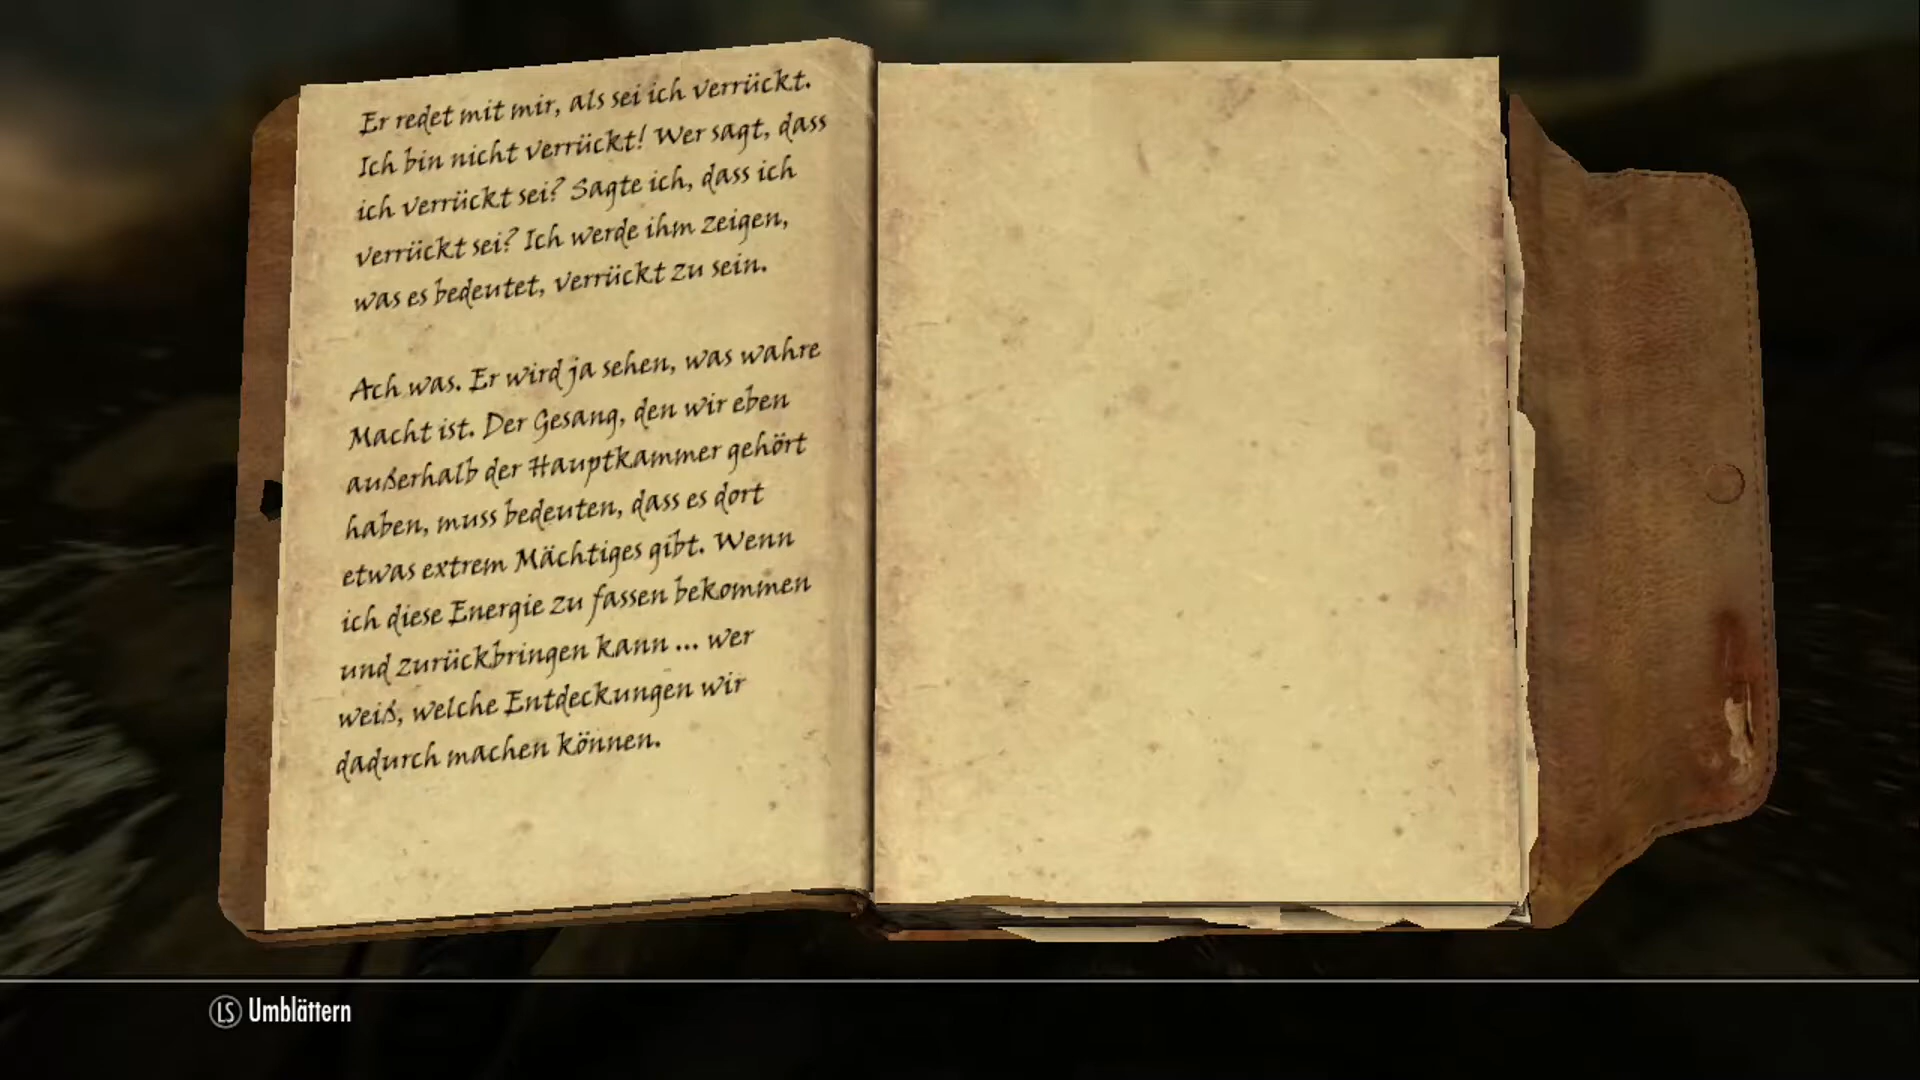 Er redet mit mir, als sei ich verrückt.
Ich bin nicht verrückt! Wer sagt, dass
ich verrückt sei? Sagte ich, dass ich
verrückt sei? Ich werde ihm zeigen,
was es bedeutet, verrückt zu sein.
Ach was. Er wird ja sehen, was wahre
Macht ist. Der Gesang, den wir eben
außerhalb der Hauptkammer gehört
haben, muss bedeuten, dass es dort
etwas extrem Mächtiges gibt. Wenn
ich diese Energie zu fassen bekommen
und zurückbringen kann ... wer
weiß, welche Entdeckungen wir
dadurch machen können.
LS Umblättern